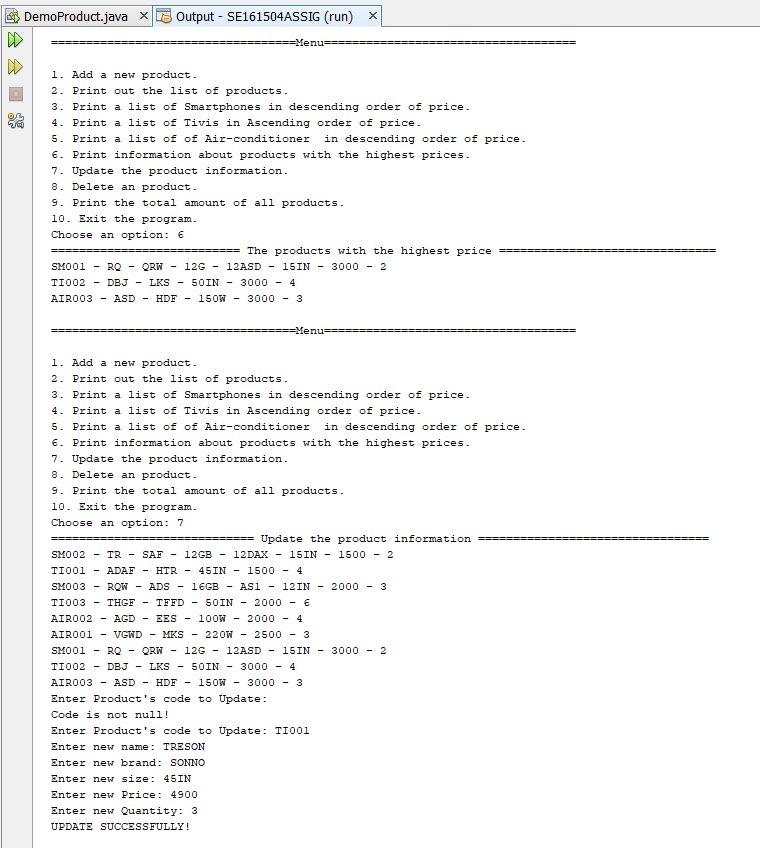 DemoProduct.java × Output - SE161504ASSIG (run) ×
===================================Menu====================================
1. Add a new product.
2. Print out the list of products.
3. Print a list of Smartphones in descending order of price.
4. Print a list of Tivis in Ascending order of price.
5. Print a list of of Air-conditioner  in descending order of price.
6. Print information about products with the highest prices.
7. Update the product information.
8. Delete an product.
9. Print the total amount of all products.
10. Exit the program.
Choose an option: 6
=========================== The products with the highest price ===============================
SM001 - RQ - QRW - 12G - 12ASD - 15IN - 3000 - 2
TI002 - DBJ - LKS - 50IN - 3000 - 4
AIR003 - ASD - HDF - 150W - 3000 - 3
===================================Menu====================================
1. Add a new product.
2. Print out the list of products.
3. Print a list of Smartphones in descending order of price.
4. Print a list of Tivis in Ascending order of price.
5. Print a list of of Air-conditioner  in descending order of price.
6. Print information about products with the highest prices.
7. Update the product information.
8. Delete an product.
9. Print the total amount of all products.
10. Exit the program.
Choose an option: 7
============================= Update the product information =================================
SM002 - TR - SAF - 12GB - 12DAX - 15IN - 1500 - 2
TI001 - ADAF - HTR - 45IN - 1500 - 4
SM003 - RQW - ADS - 16GB - AS1 - 12IN - 2000 - 3
TI003 - THGF - TFFD - 50IN - 2000 - 6
AIR002 - AGD - EES - 100W - 2000 - 4
AIR001 - VGWD - MKS - 220W - 2500 - 3
SM001 - RQ - QRW - 12G - 12ASD - 15IN - 3000 - 2
TI002 - DBJ - LKS - 50IN - 3000 - 4
AIR003 - ASD - HDF - 150W - 3000 - 3
Enter Product's code to Update:
Code is not null!
Enter Product's code to Update: TI001
Enter new name: TRESON
Enter new brand: SONNO
Enter new size: 45IN
Enter new Price: 4900
Enter new Quantity: 3
UPDATE SUCCESSFULLY!